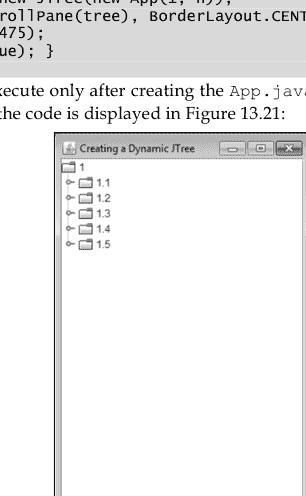 new JTree(new App(1, n));
rollPane(tree), BorderLayout.CENT
475);
ue); }
xecute only after creating the App.java
the code is displayed in Figure 13.21:
Creating a Dynamic JTree
1
1.1
1.2
1.3
1.4
1.5